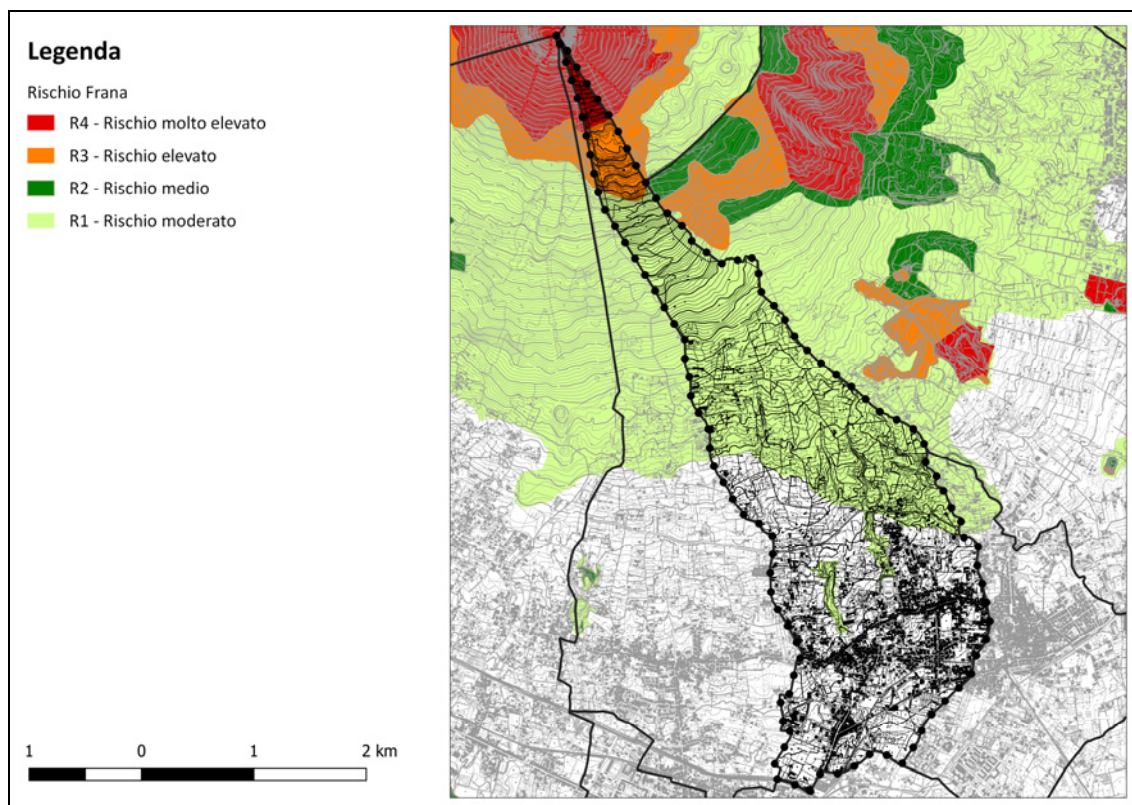 Legenda
Rischio Frana
R4 - Rischio molto elevato
R3 - Rischio elevato
R2 - Rischio medio
R1 - Rischio moderato
1 0 1 2 km